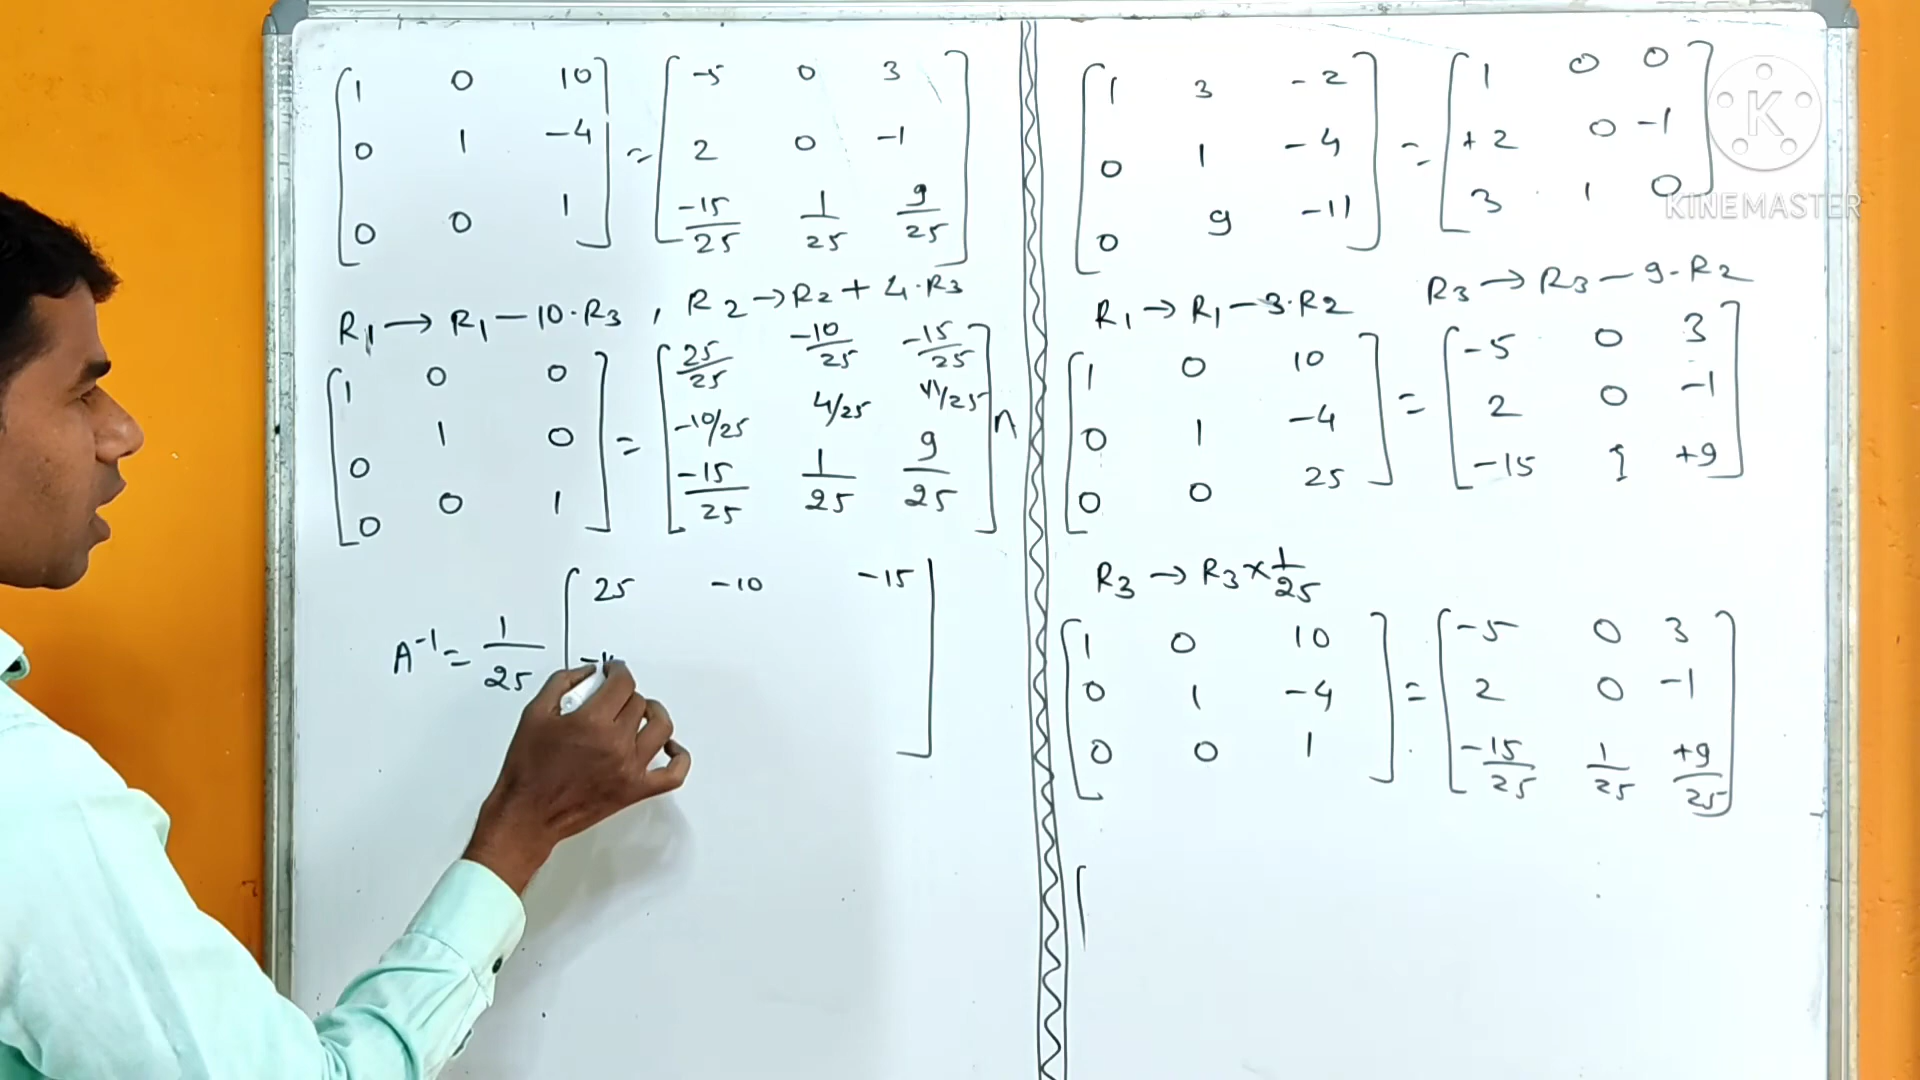 1 0 10 -5 0 3
0 1 -4 = 2 0 -1
0 0 1 -15/25 1/25 9/25
R1 → R1 - 10·R3 , R2 → R2 + 4·R3
1 0 0 25/25 -10/25 -15/25
0 1 0 = -10/25 4/25 11/25 A
0 0 1 -15/25 1/25 9/25
A⁻¹ = 1/25 25 -10 -15
1 3 -2 1 0 0
0 1 -4 = +2 0 -1
0 9 -11 3 1 0
R1 → R1 - 3·R2 R3 → R3 - 9·R2
1 0 10 -5 0 3
0 1 -4 = 2 0 -1
0 0 25 -15 1 +9
R3 → R3 × 1/25
1 0 10 -5 0 3
0 1 -4 = 2 0 -1
0 0 1 -15/25 1/25 +9/25
K
KINEMASTER